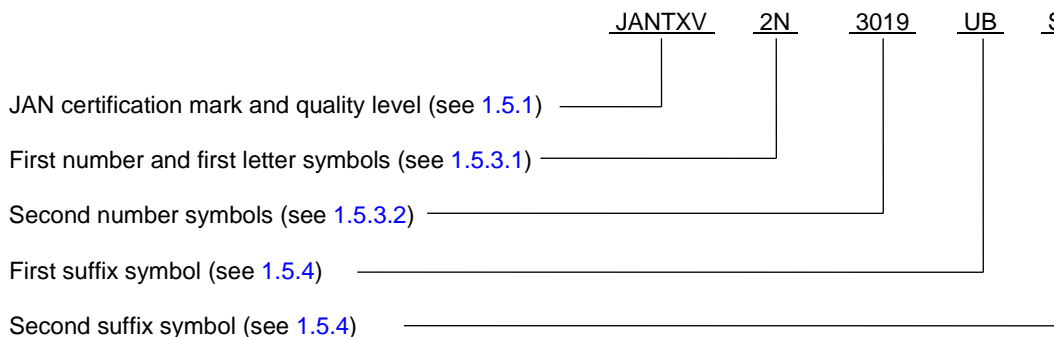 JANTXV 2N 3019 UB
JAN certification mark and quality level (see 1.5.1)
First number and first letter symbols (see 1.5.3.1)
Second number symbols (see 1.5.3.2)
First suffix symbol (see 1.5.4)
Second suffix symbol (see 1.5.4)